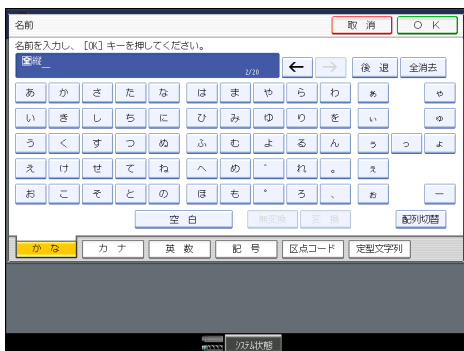 名前 取 消 O K
名前を入力し、[OK] キーを押してください。
全縦_ 2/20 ← → 後 退 全消去
あ か さ た な は ま や ら わ ぁ ゃ
い き し ち に ひ み ゆ り を ぃ ゅ
う く す つ ぬ ふ む よ る ん ぅ っ ょ
え け せ て ね へ め ゛ れ 。 ぇ
お こ そ と の ほ も ゜ ろ 、 ぉ ー
空 白 無変換 変 換 配列切替
か な カ ナ 英 数 記 号 区点コード 定型文字列
システム状態